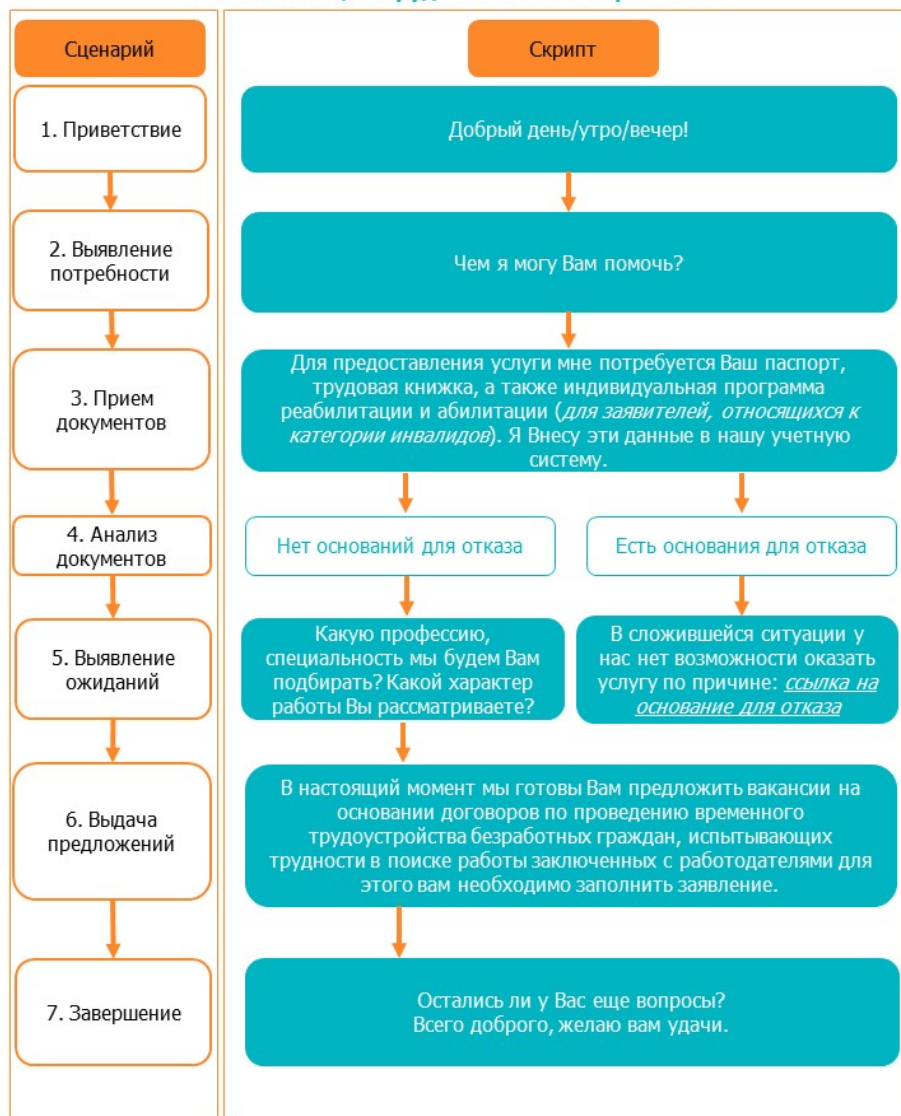 Сценарий
Скрипт
1. Приветствие
Добрый день/утро/вечер!
2. Выявление
потребности
Чем я могу Вам помочь?
3. Прием
документов
Для предоставления услуги мне потребуется Ваш паспорт,
трудовая книжка, а также индивидуальная программа
реабилитации и абилитации (для заявителей, относящихся к
категории инвалидов). Я Внесу эти данные в нашу учетную
систему.
4. Анализ
документов
Нет оснований для отказа
Есть основания для отказа
5. Выявление
ожиданий
Какую профессию,
специальность мы будем Вам
подбирать? Какой характер
работы Вы рассматриваете?
В сложившейся ситуации у
нас нет возможности оказать
услугу по причине: ссылка на
основание для отказа
6. Выдача
предложений
В настоящий момент мы готовы Вам предложить вакансии на
основании договоров по проведению временного
трудоустройства безработных граждан, испытывающих
трудности в поиске работы заключенных с работодателями для
этого вам необходимо заполнить заявление.
7. Завершение
Остались ли у Вас еще вопросы?
Всего доброго, желаю вам удачи.